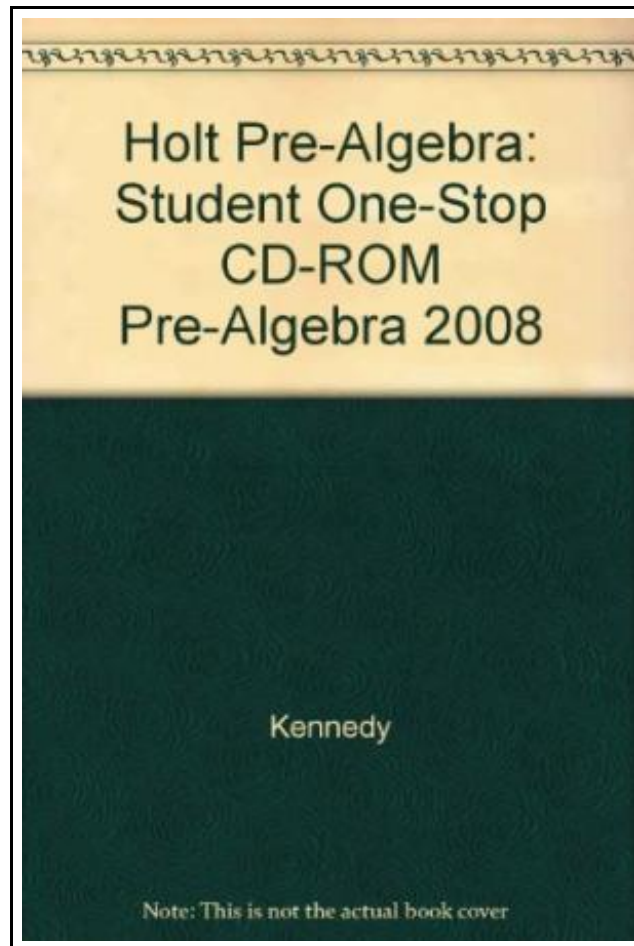 Holt Pre-Algebra:
Student One-Stop
CD-ROM
Pre-Algebra 2008
Kennedy
Note: This is not the actual book cover